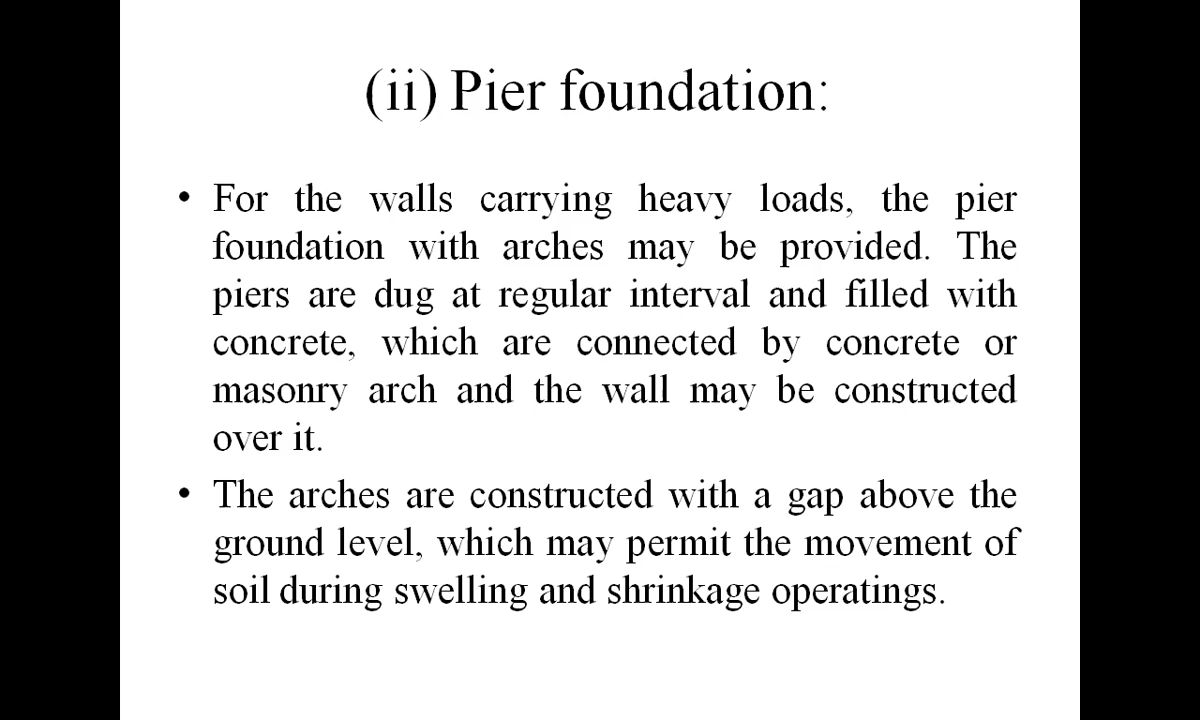 (ii) Pier foundation:
• For the walls carrying heavy loads, the pier
foundation with arches may be provided. The
piers are dug at regular interval and filled with
concrete, which are connected by concrete or
masonry arch and the wall may be constructed
over it.
• The arches are constructed with a gap above the
ground level, which may permit the movement of
soil during swelling and shrinkage operatings.